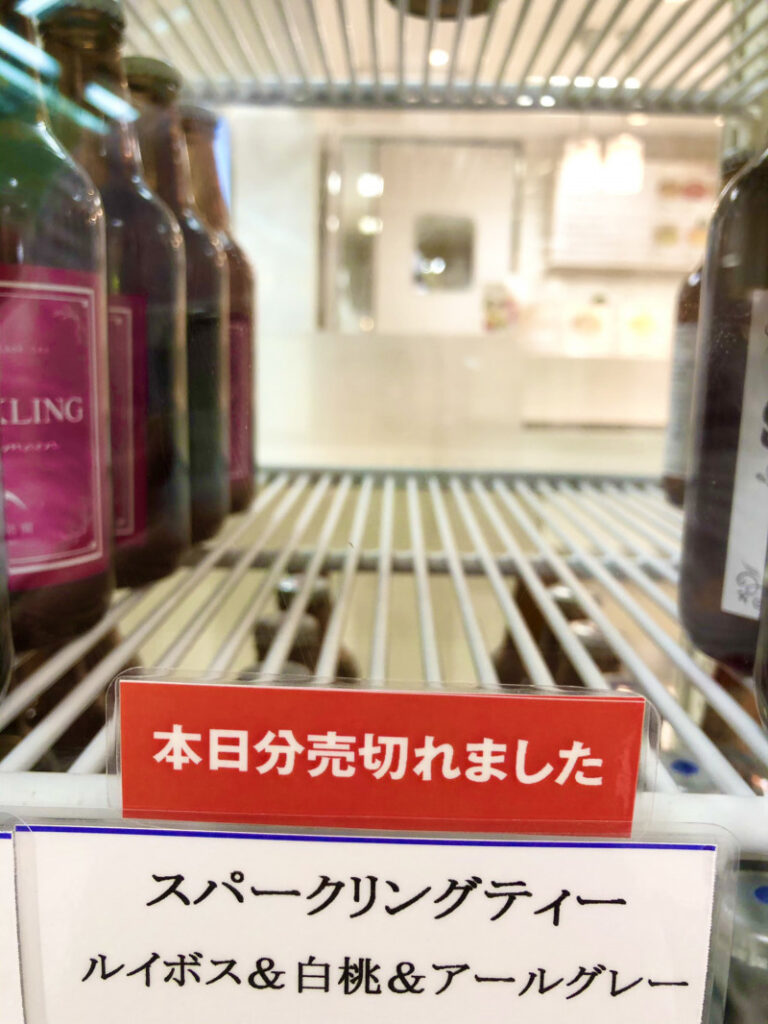 KLING
本日分売切れました
スパークリングティー
ルイボス&白桃&アールグレー